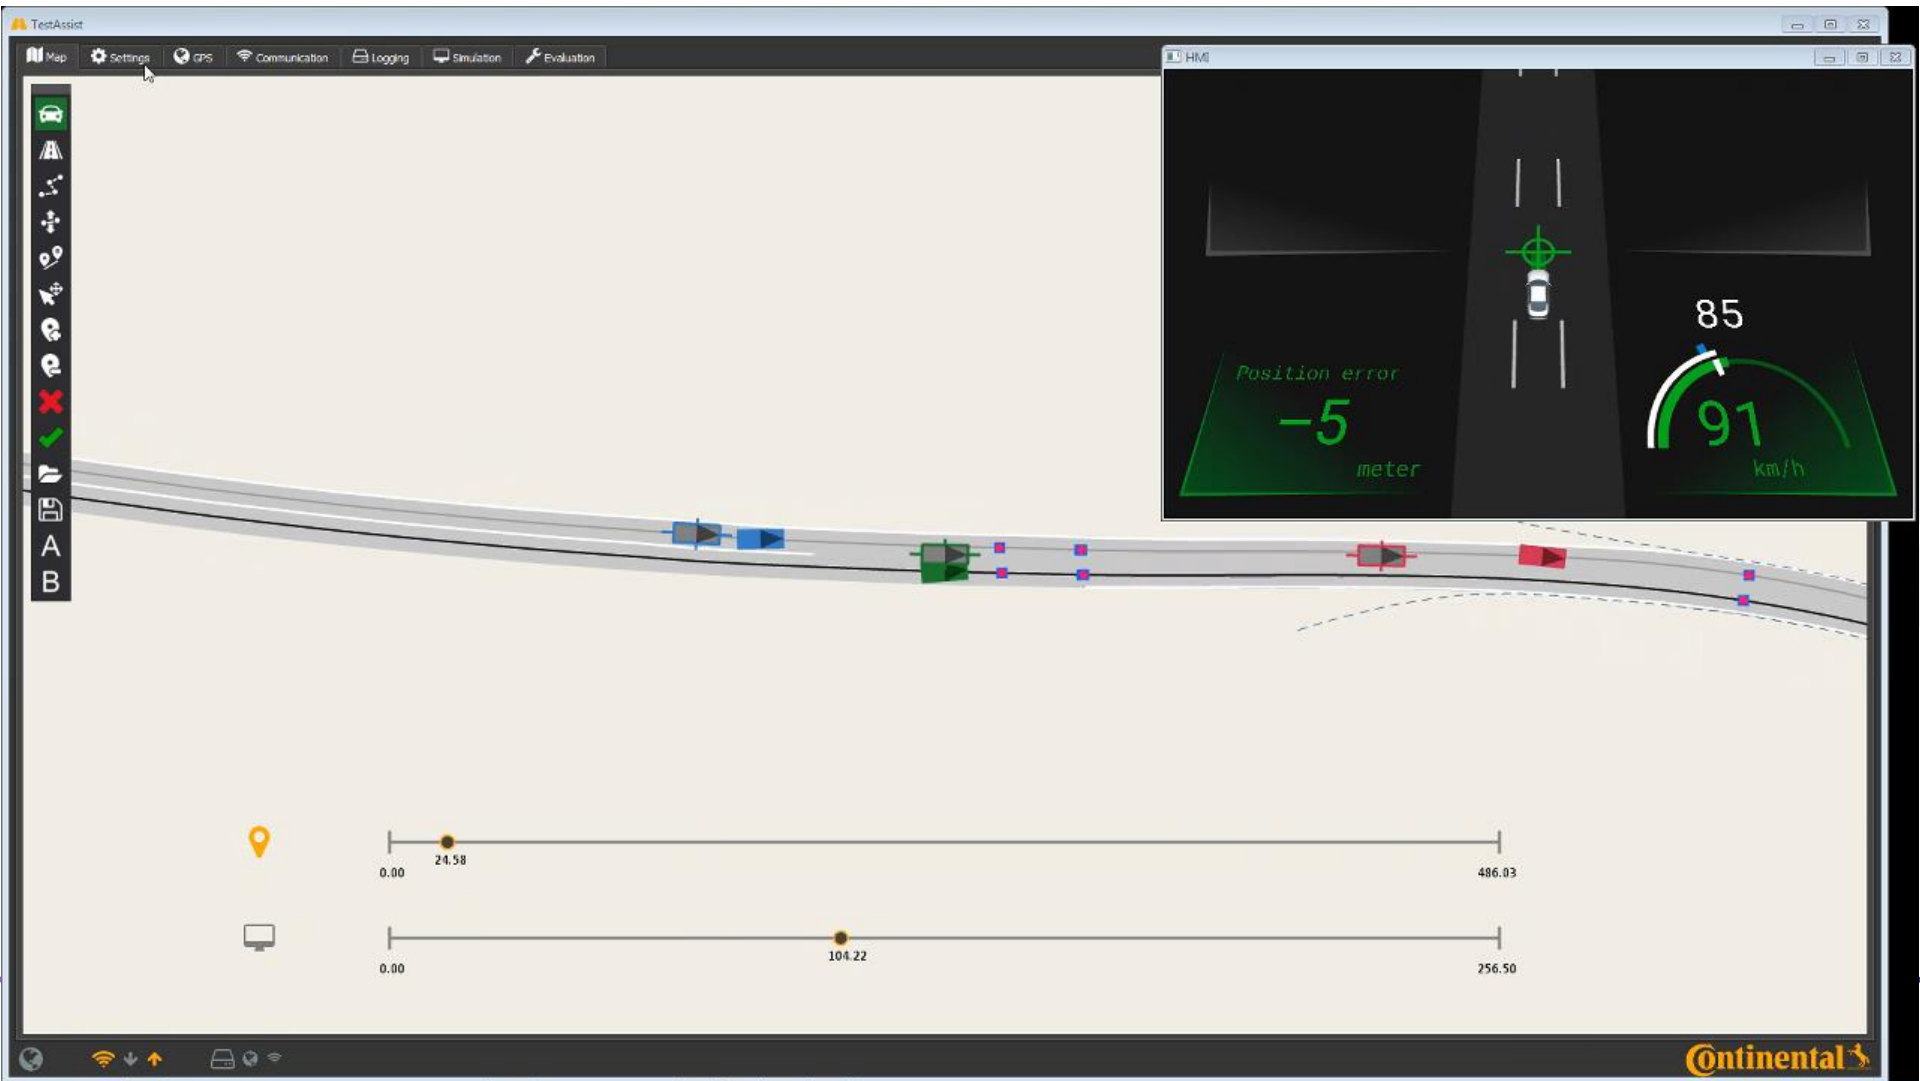 TestAssist
Map
Settings
GPS
Communication
Logging
Simulation
Evaluation
HMI
85
Position error
-5
meter
91
km/h
A
B
24.58
0.00
486.03
104.22
0.00
256.50
Continental